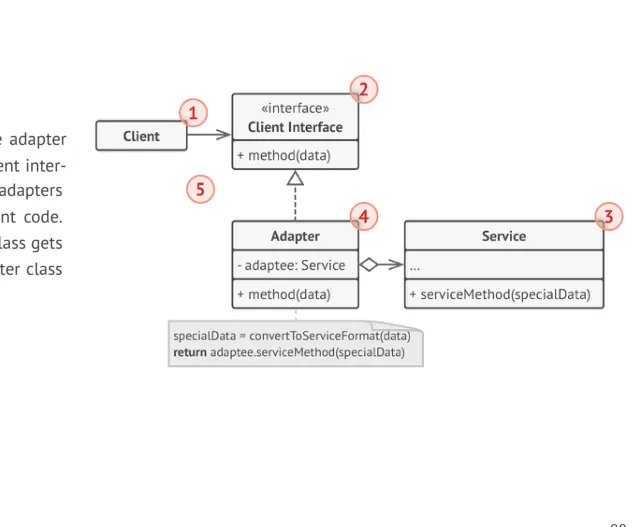 e adapter
ent inter-
adapters
nt code.
lass gets
ter class
1
Client
2
«interface»
Client Interface
+ method(data)
5
4
Adapter
- adaptee: Service
+ method(data)
3
Service
...
+ serviceMethod(specialData)
specialData = convertToServiceFormat(data)
return adaptee.serviceMethod(specialData)